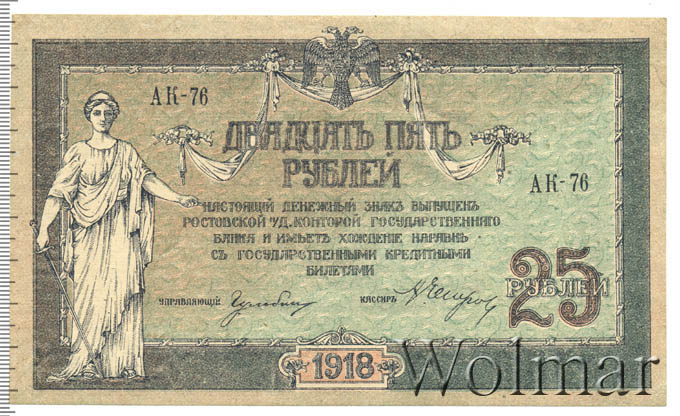 АК-76
ДВАДЦАТЬ ПЯТЬ
РУБЛЕЙ
АК-76
НАСТОЯЩІЙ ДЕНЕЖНЫЙ ЗНАКЪ ВЫПУЩЕНЪ
РОСТОВСКОЙ Н/Д. КОНТОРОЙ ГОСУДАРСТВЕННАГО
БАНКА И ИМѢЕТЪ ХОЖДЕНІЕ НАРАВНѢ
СЪ ГОСУДАРСТВЕННЫМИ КРЕДИТНЫМИ
БИЛЕТАМИ
УПРАВЛЯЮЩІЙ
КАССИРЪ
25
РУБЛЕЙ
1918
Wolmar